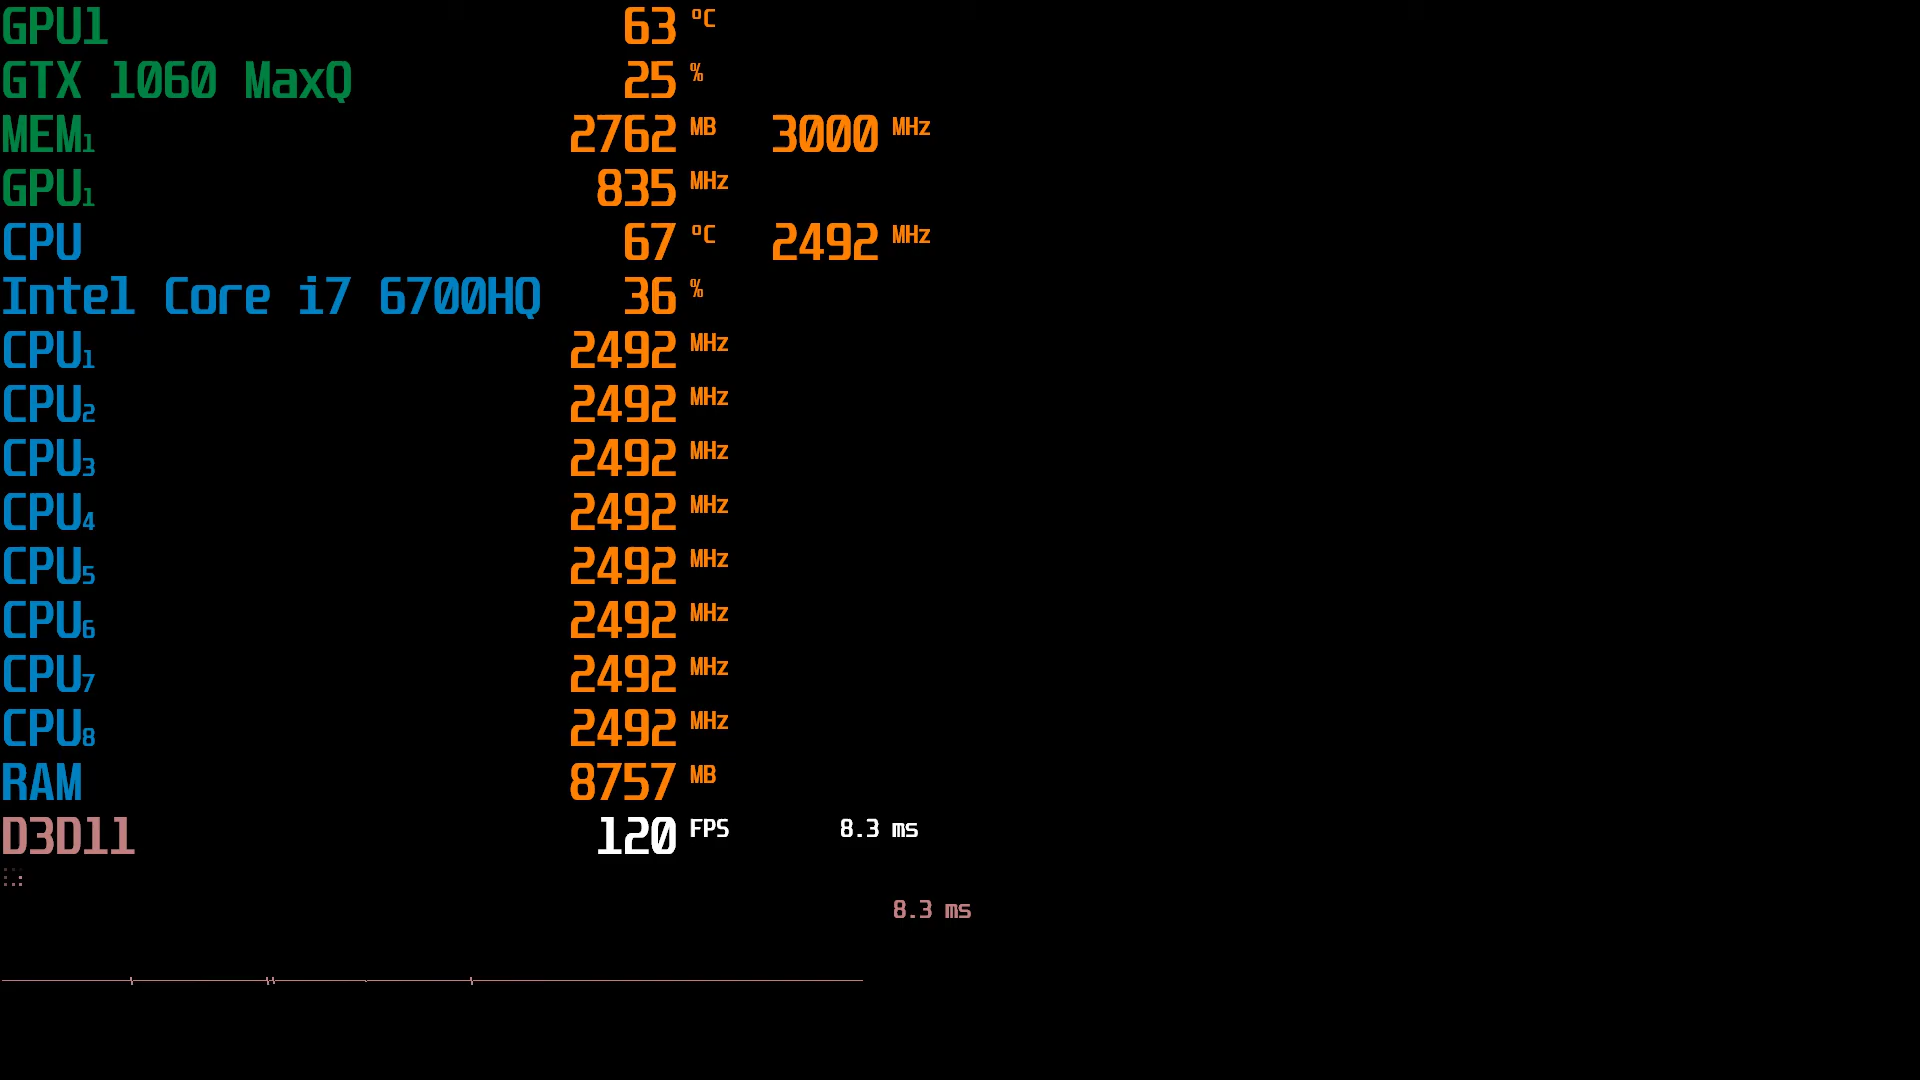 GPU1 63 °C
GTX 1060 MaxQ 25 %
MEM1 2762 MB 3000 MHz
GPU1 835 MHz
CPU 67 °C 2492 MHz
Intel Core i7 6700HQ 36 %
CPU1 2492 MHz
CPU2 2492 MHz
CPU3 2492 MHz
CPU4 2492 MHz
CPU5 2492 MHz
CPU6 2492 MHz
CPU7 2492 MHz
CPU8 2492 MHz
RAM 8757 MB
D3D11 120 FPS 8.3 ms
8.3 ms